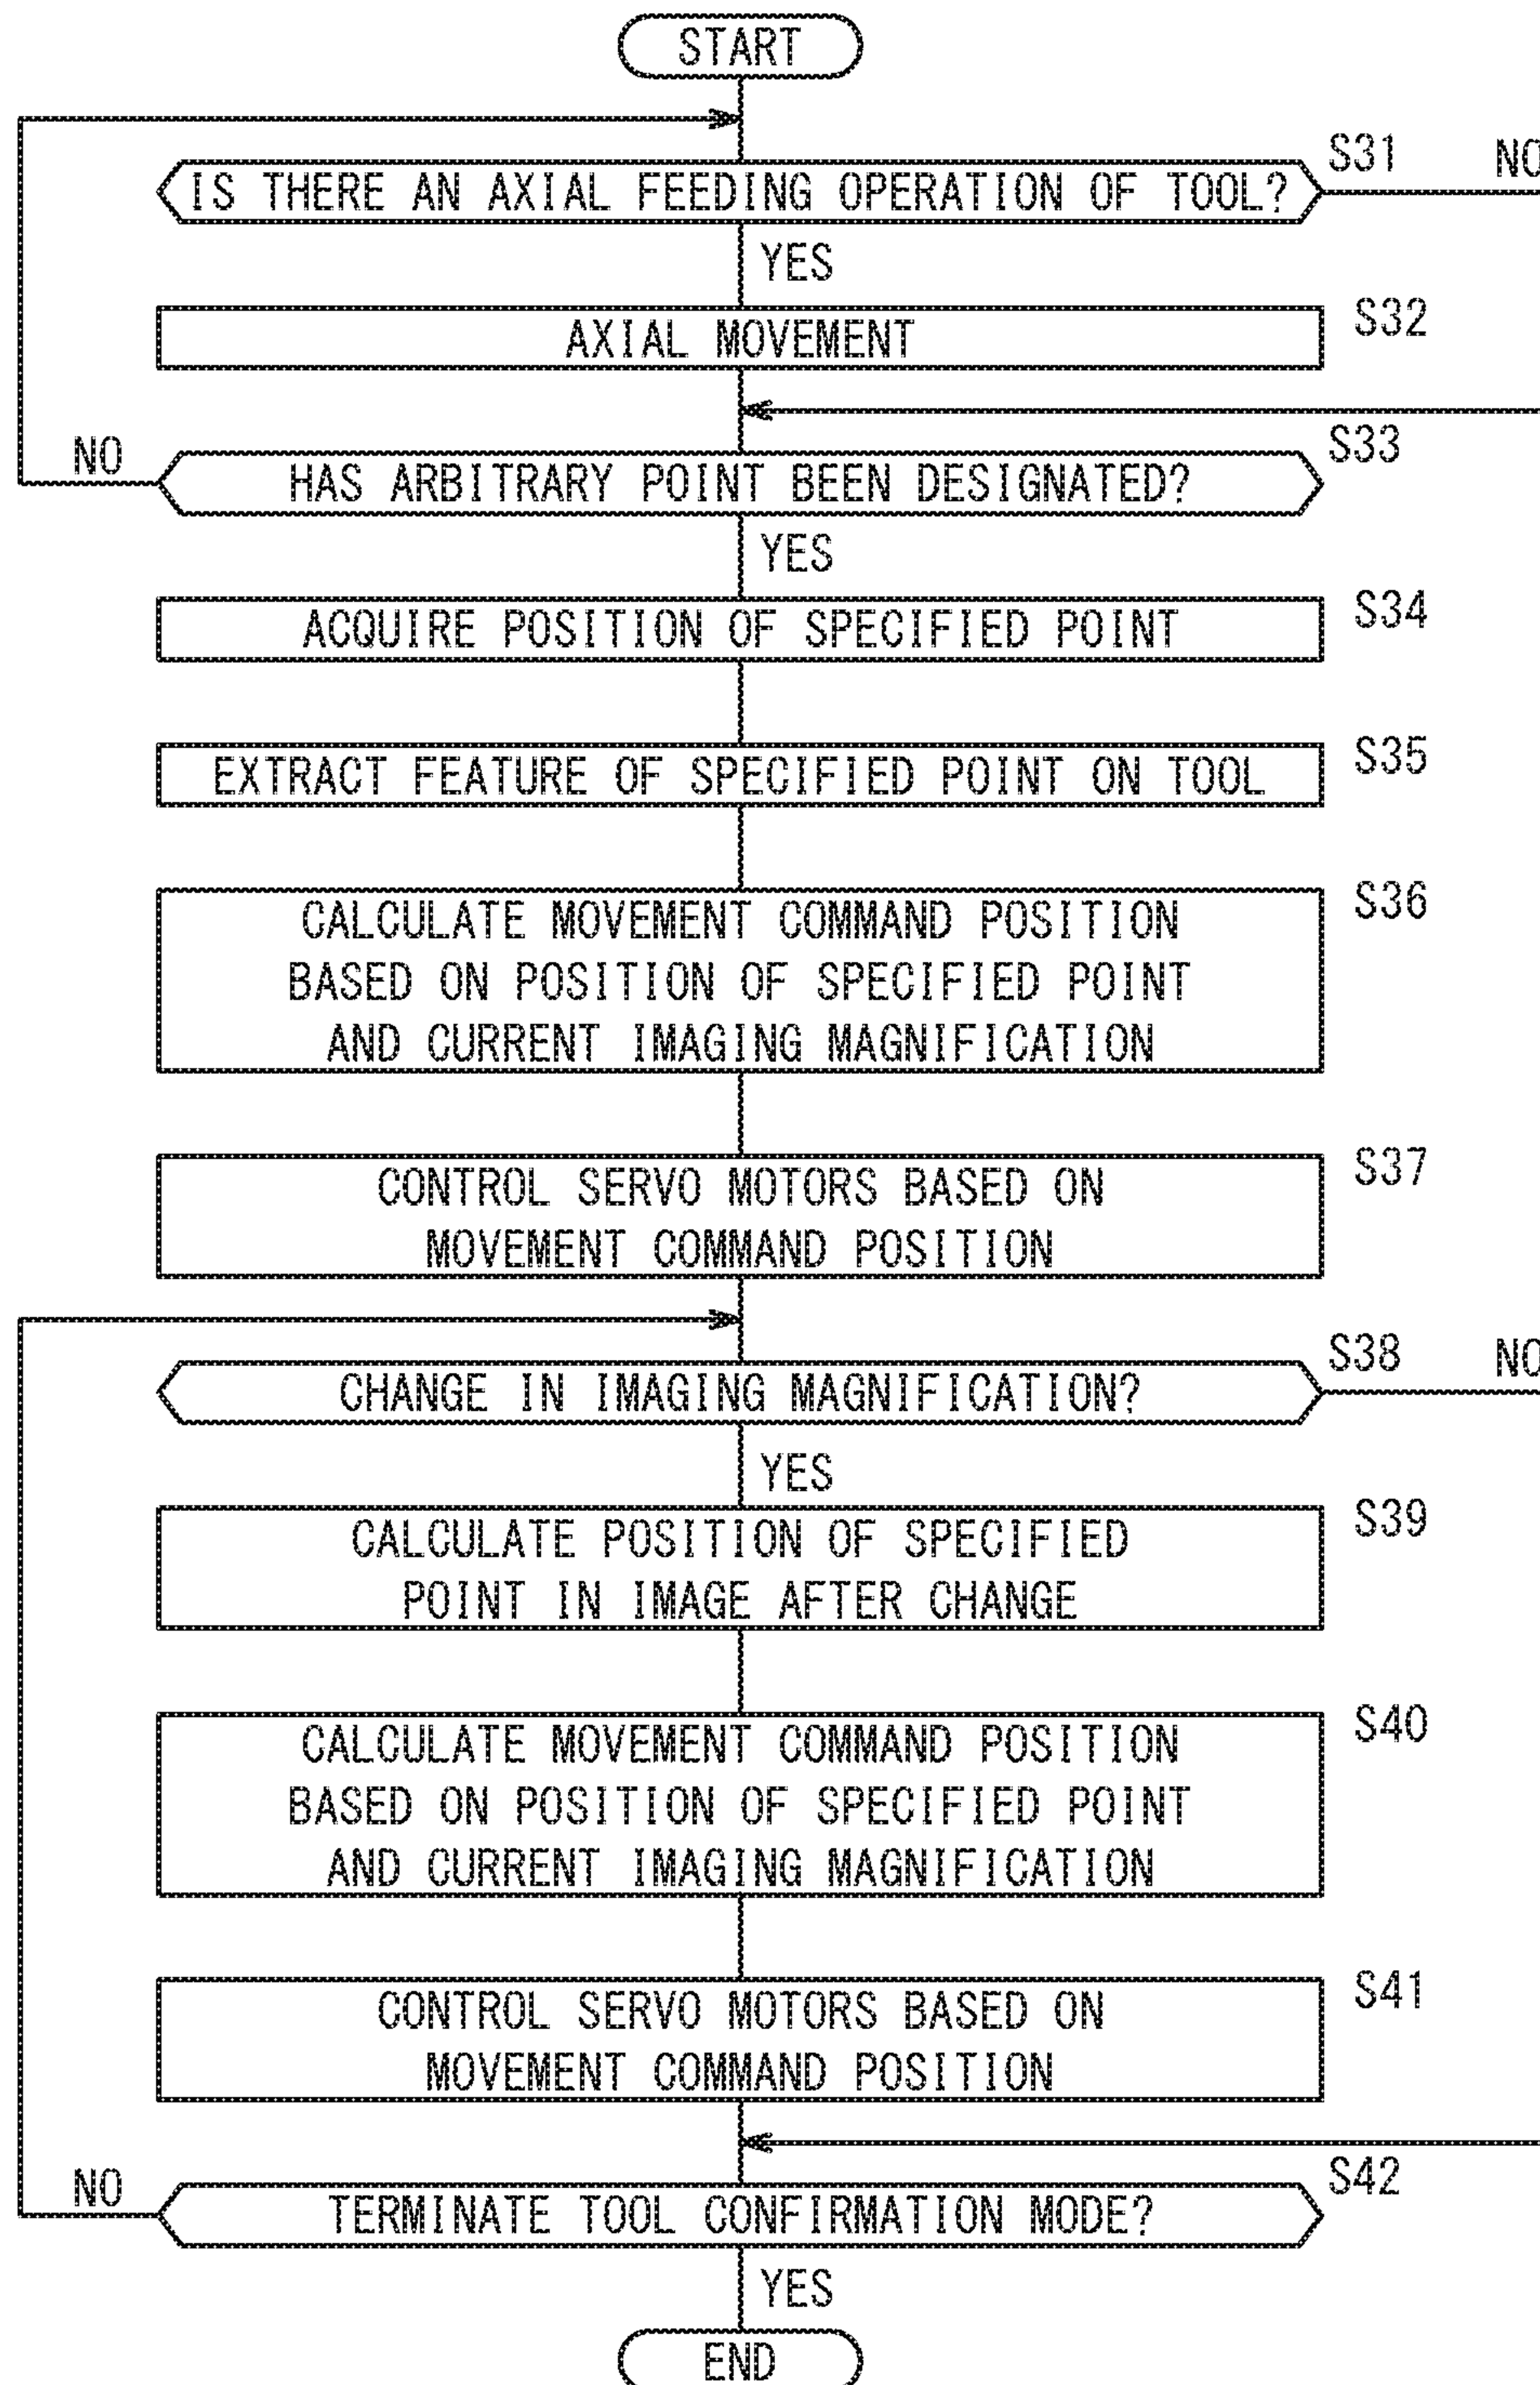 START
S31
NO
IS THERE AN AXIAL FEEDING OPERATION OF TOOL?
YES
S32
AXIAL MOVEMENT
S33
NO
HAS ARBITRARY POINT BEEN DESIGNATED?
YES
S34
ACQUIRE POSITION OF SPECIFIED POINT
S35
EXTRACT FEATURE OF SPECIFIED POINT ON TOOL
S36
CALCULATE MOVEMENT COMMAND POSITION
BASED ON POSITION OF SPECIFIED POINT
AND CURRENT IMAGING MAGNIFICATION
S37
CONTROL SERVO MOTORS BASED ON
MOVEMENT COMMAND POSITION
S38
NO
CHANGE IN IMAGING MAGNIFICATION?
YES
S39
CALCULATE POSITION OF SPECIFIED
POINT IN IMAGE AFTER CHANGE
S40
CALCULATE MOVEMENT COMMAND POSITION
BASED ON POSITION OF SPECIFIED POINT
AND CURRENT IMAGING MAGNIFICATION
S41
CONTROL SERVO MOTORS BASED ON
MOVEMENT COMMAND POSITION
S42
NO
TERMINATE TOOL CONFIRMATION MODE?
YES
END